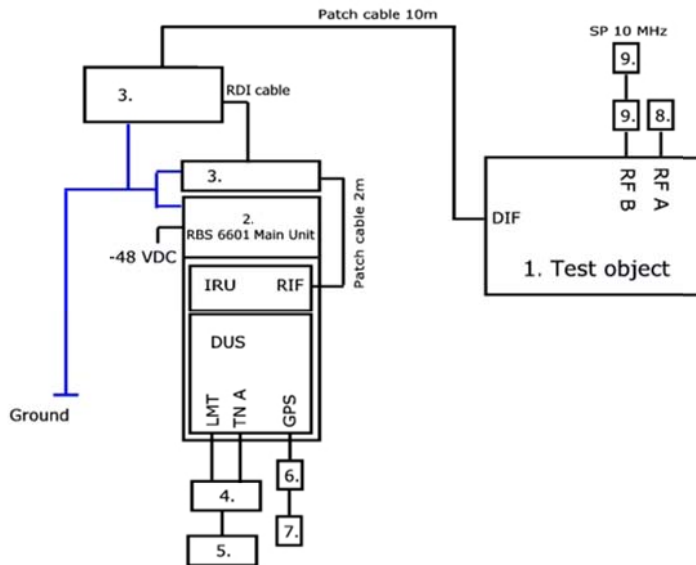 Patch cable 10m
SP 10 MHz
9.
3.
RDI cable
9.
8.
3.
RF B
RF A
Patch cable 2m
2.
RBS 6601 Main Unit
DIF
-48 VDC
1. Test object
IRU
RIF
DUS
LMT
TN A
GPS
Ground
6.
4.
7.
5.